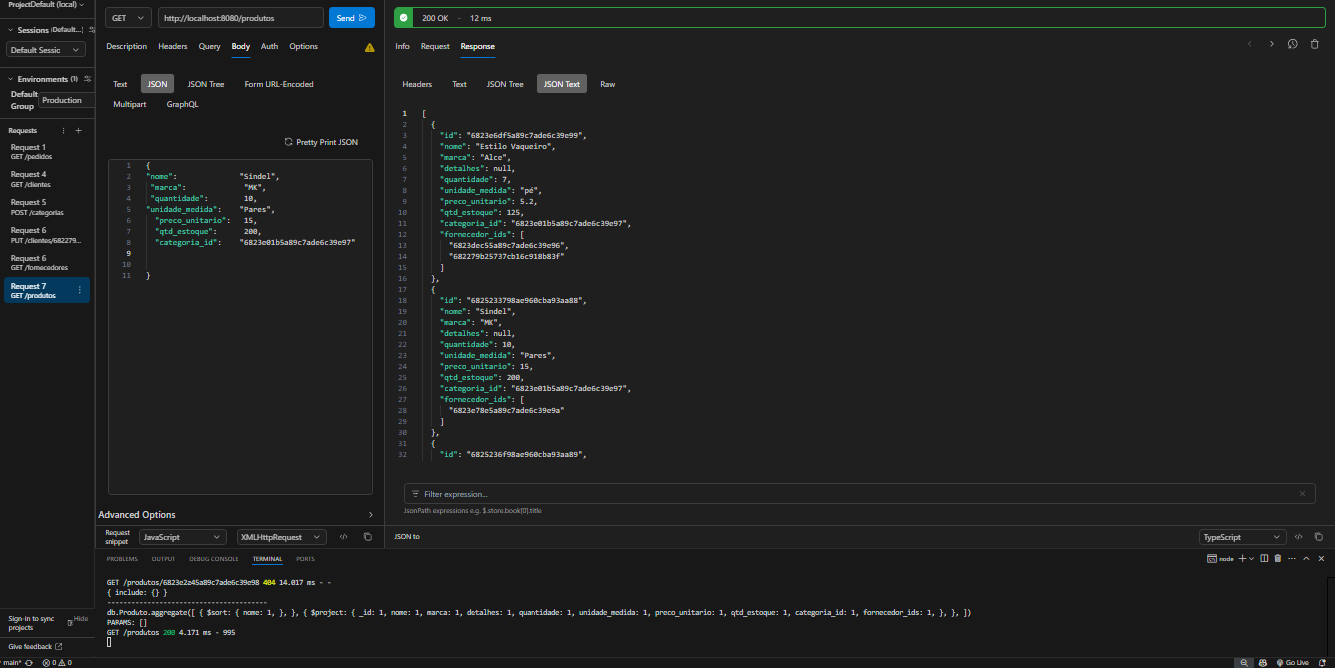 ProjectDefault (local)
Sessions (Default...)
Default Sessic
Environments (1)
Default Group
Production
Requests
Request 1
GET /pedidos
Request 4
GET /clientes
Request 5
POST /categorias
Request 6
PUT /clientes/682279...
Request 6
GET /fornecedores
Request 7
GET /produtos
Sign-in to sync projects
Hide
Give feedback
GET
http://localhost:8080/produtos
Send
Description Headers Query Body Auth Options
Text JSON JSON Tree Form URL-Encoded
Multipart GraphQL
Pretty Print JSON
1 {
2 "nome": "Sindel",
3 "marca": "MK",
4 "quantidade": 10,
5 "unidade_medida": "Pares",
6 "preco_unitario": 15,
7 "qtd_estoque": 200,
8 "categoria_id": "6823e01b5a89c7ade6c39e97"
9
10
11 }
Advanced Options
Request snippet
JavaScript
XMLHttpRequest
200 OK · 12 ms
Info Request Response
Headers Text JSON Tree JSON Text Raw
1 [
2 {
3 "id": "6823e6df5a89c7ade6c39e99",
4 "nome": "Estilo Vaqueiro",
5 "marca": "Alce",
6 "detalhes": null,
7 "quantidade": 7,
8 "unidade_medida": "pé",
9 "preco_unitario": 5.2,
10 "qtd_estoque": 125,
11 "categoria_id": "6823e01b5a89c7ade6c39e97",
12 "fornecedor_ids": [
13 "6823dec55a89c7ade6c39e96",
14 "682279b25737cb16c918b83f"
15 ]
16 },
17 {
18 "id": "6825233798ae960cba93aa88",
19 "nome": "Sindel",
20 "marca": "MK",
21 "detalhes": null,
22 "quantidade": 10,
23 "unidade_medida": "Pares",
24 "preco_unitario": 15,
25 "qtd_estoque": 200,
26 "categoria_id": "6823e01b5a89c7ade6c39e97",
27 "fornecedor_ids": [
28 "6823e78e5a89c7ade6c39e9a"
29 ]
30 },
31 {
32 "id": "6825236f98ae960cba93aa89",
Filter expression...
JsonPath expressions e.g. $.store.book[0].title
JSON to
TypeScript
PROBLEMS OUTPUT DEBUG CONSOLE TERMINAL PORTS
node
GET /produtos/6823e2a45a89c7ade6c39e98 404 14.017 ms - -
{ include: {} }
----------------------------------------
db.Produto.aggregate([ { $sort: { nome: 1, }, }, { $project: { _id: 1, nome: 1, marca: 1, detalhes: 1, quantidade: 1, unidade_medida: 1, preco_unitario: 1, qtd_estoque: 1, categoria_id: 1, fornecedor_ids: 1, }, }, ])
PARAMS: []
GET /produtos 200 4.171 ms - 995
main* 0 0
Go Live